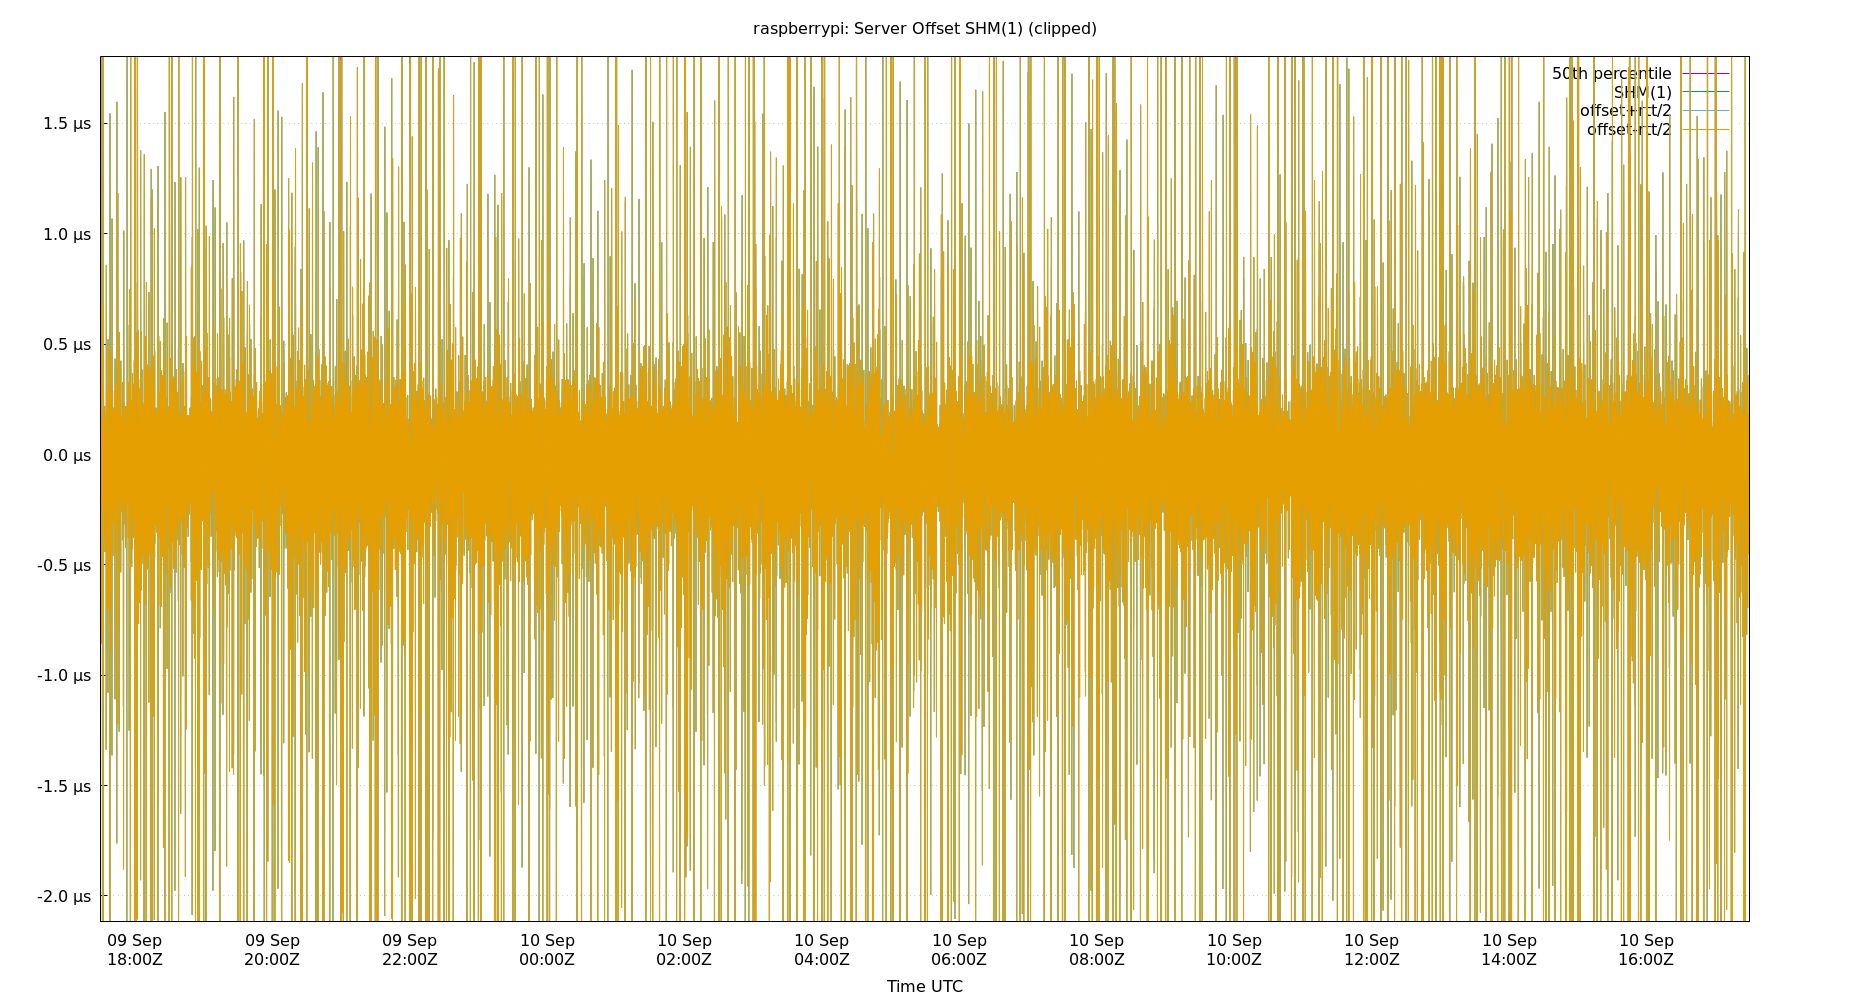 raspberrypi: Server Offset SHM(1) (clipped)
50th percentile
SHM(1)
offset+rtt/2
offset-rtt/2
1.5 µs
1.0 µs
0.5 µs
0.0 µs
-0.5 µs
-1.0 µs
-1.5 µs
-2.0 µs
09 Sep 09 Sep 09 Sep 10 Sep 10 Sep 10 Sep 10 Sep 10 Sep 10 Sep 10 Sep 10 Sep 10 Sep
18:00Z 20:00Z 22:00Z 00:00Z 02:00Z 04:00Z 06:00Z 08:00Z 10:00Z 12:00Z 14:00Z 16:00Z
Time UTC